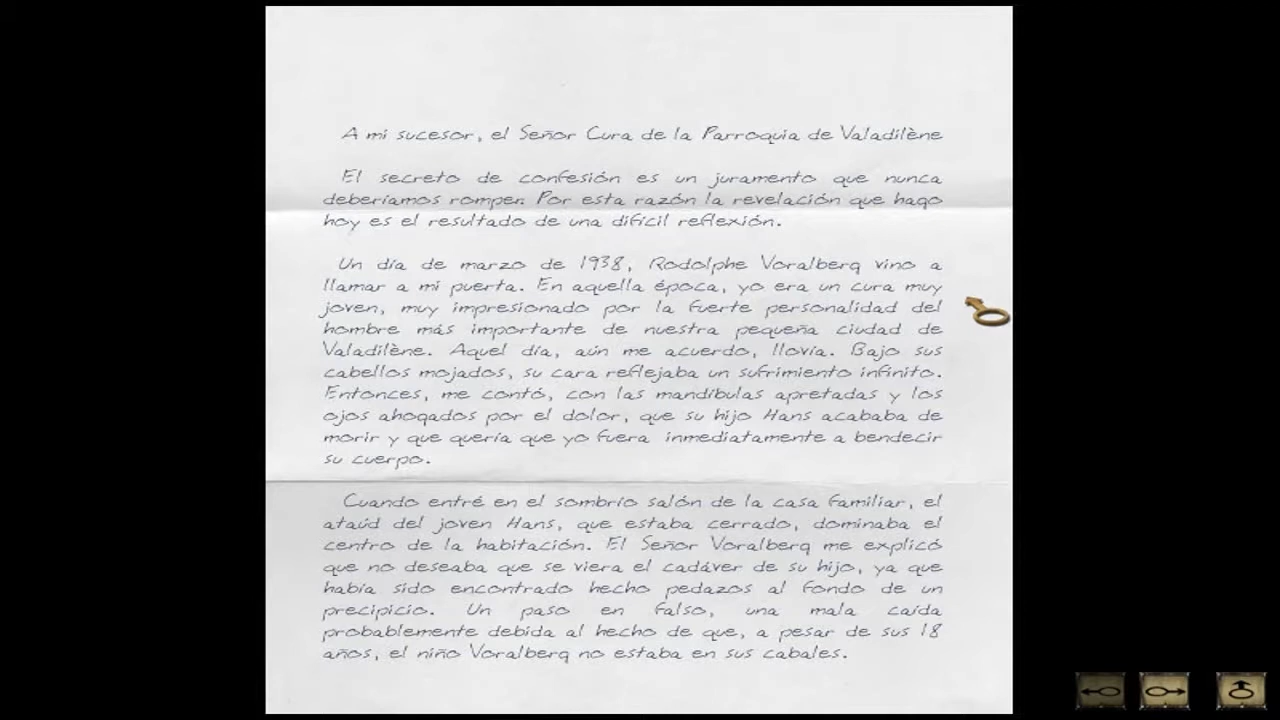 A mi sucesor, el Señor Cura de la Parroquia de Valadilène
El secreto de confesión es un juramento que nunca
deberíamos romper. Por esta razón la revelación que hago
hoy es el resultado de una difícil reflexión.
Un día de marzo de 1938, Rodolphe Voralberg vino a
llamar a mi puerta. En aquella época, yo era un cura muy
joven, muy impresionado por la fuerte personalidad del
hombre más importante de nuestra pequeña ciudad de
Valadilène. Aquel día, aún me acuerdo, llovía. Bajo sus
cabellos mojados, su cara reflejaba un sufrimiento infinito.
Entonces, me contó, con las mandíbulas apretadas y los
ojos ahogados por el dolor, que su hijo Hans acababa de
morir y que quería que yo fuera inmediatamente a bendecir
su cuerpo.
Cuando entré en el sombrío salón de la casa familiar, el
ataúd del joven Hans, que estaba cerrado, dominaba el
centro de la habitación. El Señor Voralberg me explicó
que no deseaba que se viera el cadáver de su hijo, ya que
había sido encontrado hecho pedazos al fondo de un
precipicio. Un paso en falso, una mala caída
probablemente debida al hecho de que, a pesar de sus 18
años, el niño Voralberg no estaba en sus cabales.